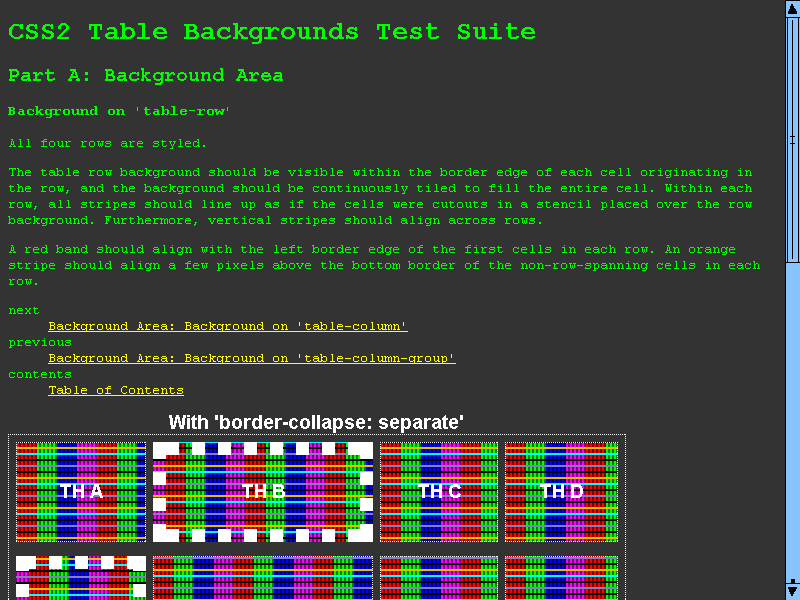 CSS2 Table Backgrounds Test Suite
Part A: Background Area
Background on 'table-row'
All four rows are styled.
The table row background should be visible within the border edge of each cell originating in
the row, and the background should be continuously tiled to fill the entire cell. Within each
row, all stripes should line up as if the cells were cutouts in a stencil placed over the row
background. Furthermore, vertical stripes should align across rows.
A red band should align with the left border edge of the first cells in each row. An orange
stripe should align a few pixels above the bottom border of the non-row-spanning cells in each
row.
next
Background Area: Background on 'table-column'
previous
Background Area: Background on 'table-column-group'
contents
Table of Contents
With 'border-collapse: separate'
TH A TH B TH C TH D